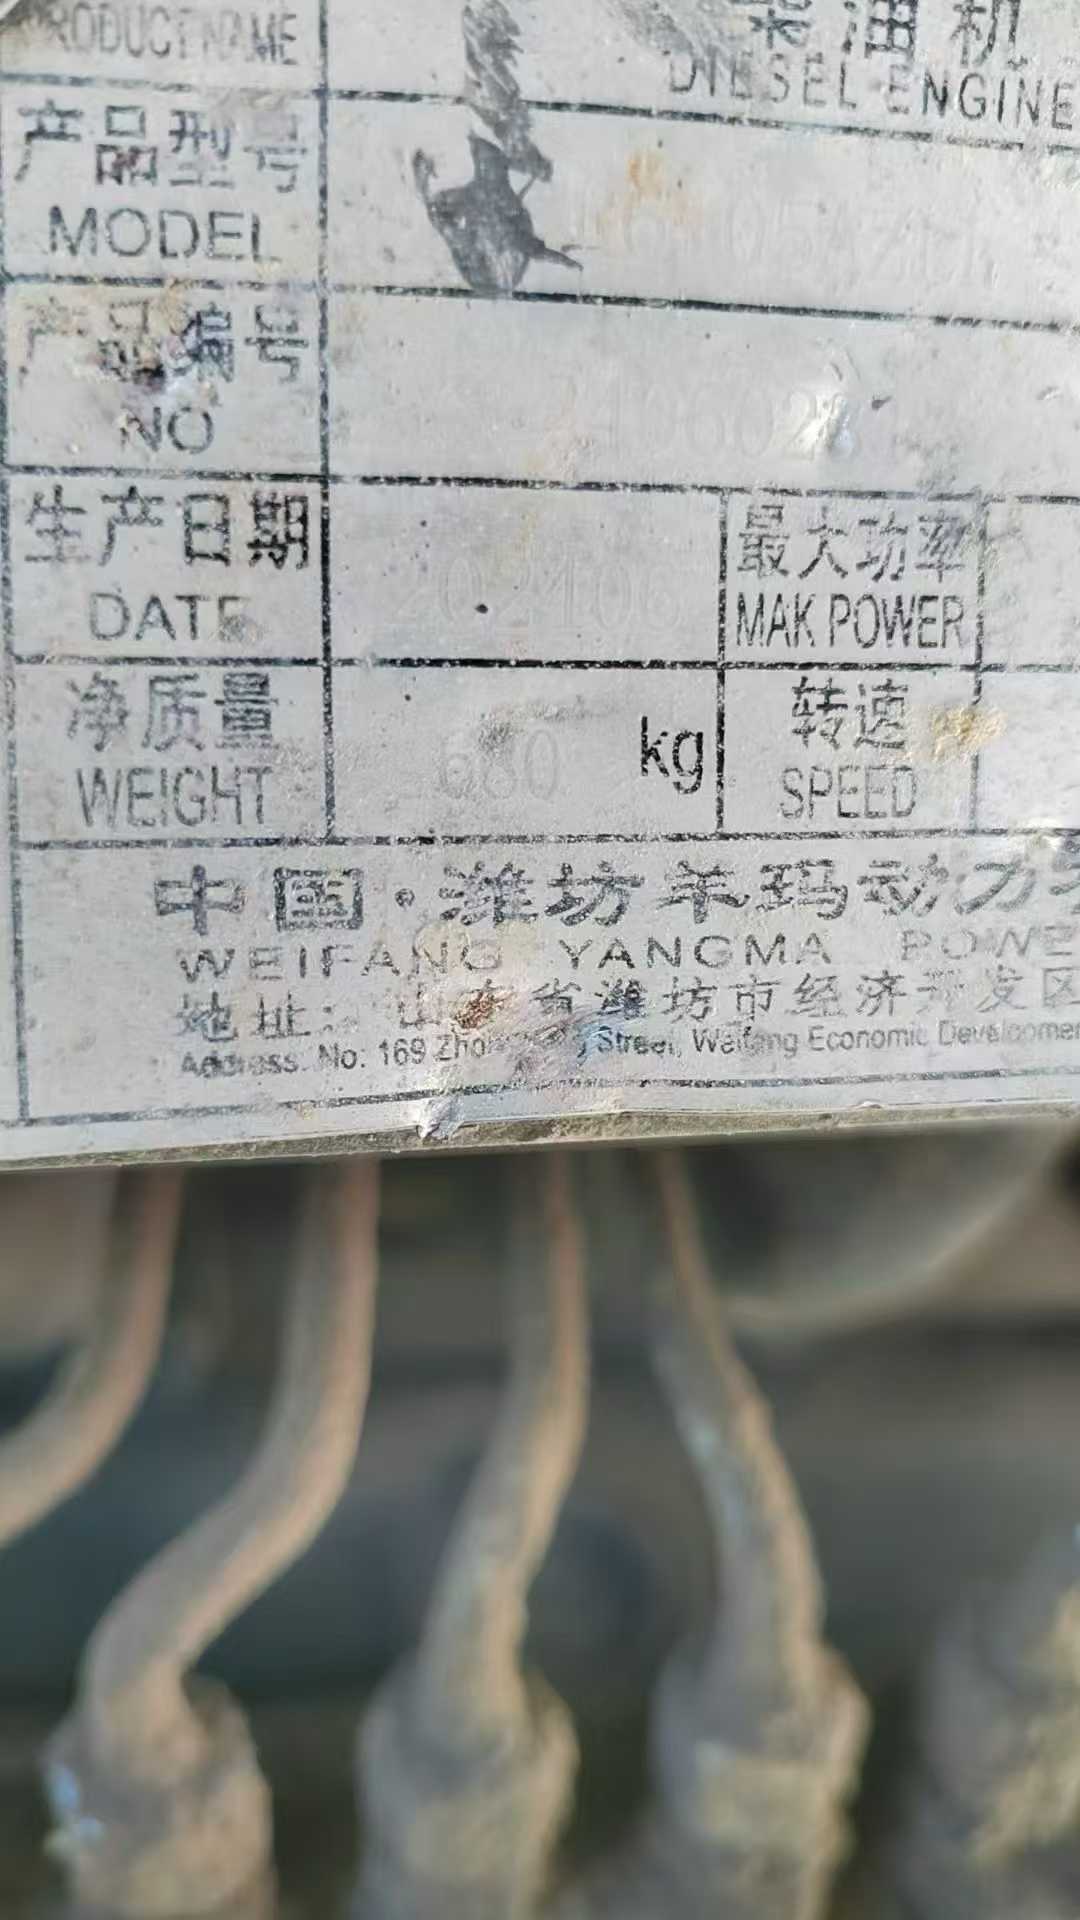 PRODUCT NAME
柴油机
DIESEL ENGINE
产品型号
MODEL
产品编号
NO
生产日期
DATE
202106
最大功率
MAK POWER
净质量
WEIGHT
680 kg
转速
SPEED
中国·潍坊羊玛动力
WEIFANG YANGMA POWE
地址: 山东省潍坊市经济开发区
Address: No: 169 Street, Weifang Economic Developmen